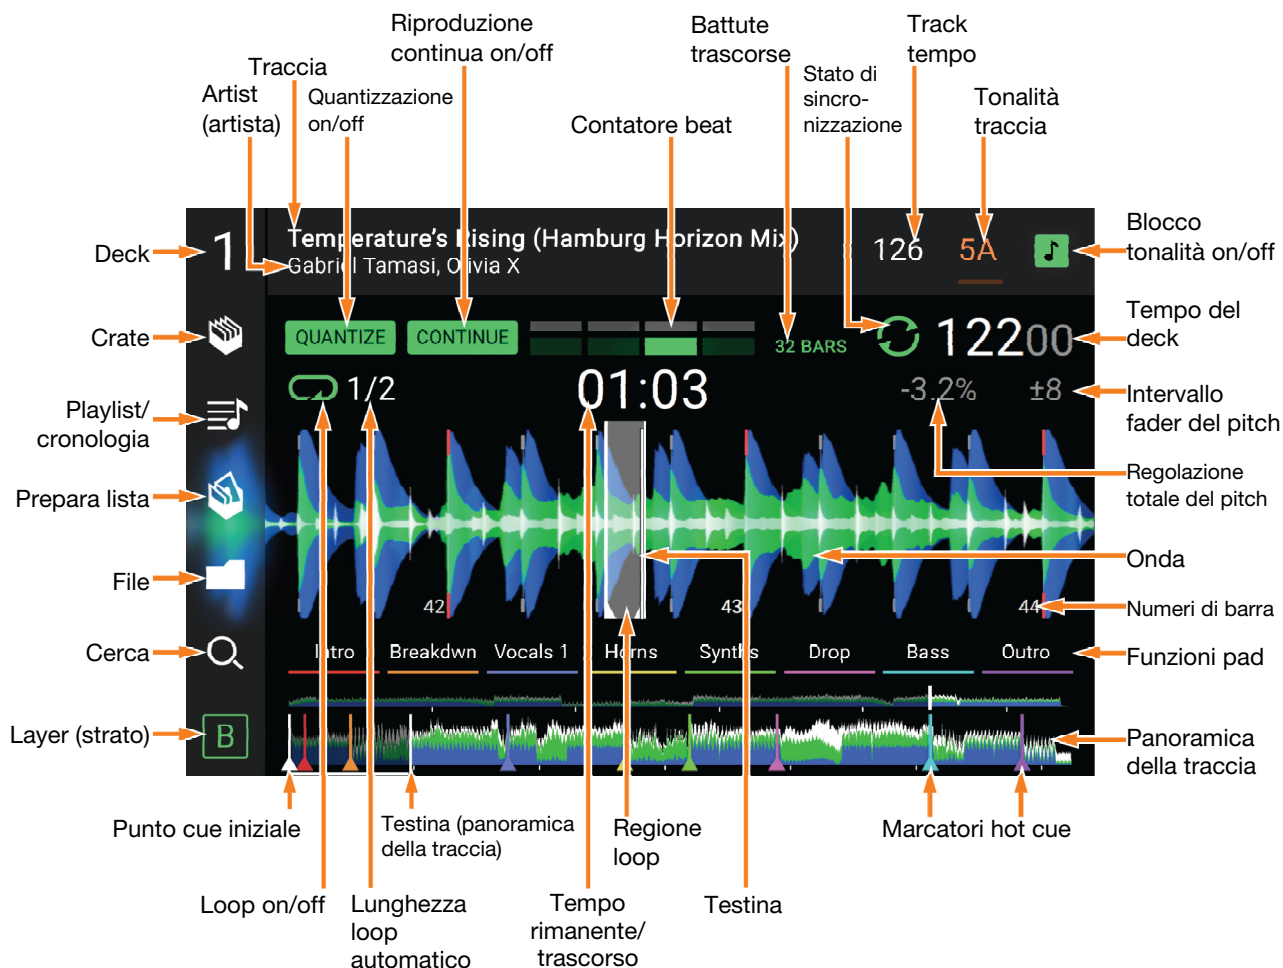 Riproduzione
continua on/off
Battute
trascorse
Track
tempo
Traccia
Artist
(artista)
Quantizzazione
on/off
Contatore beat
Stato di
sincro-
nizzazione
Tonalità
traccia
Deck
1
Temperature's Rising (Hamburg Horizon Mix)
Gabriel Tamasi, Olivia X
126
5A
Blocco
tonalità on/off
Crate
QUANTIZE
CONTINUE
32 BARS
12200
Tempo del
deck
Playlist/
cronologia
1/2
01:03
-3.2%
±8
Intervallo
fader del pitch
Prepara lista
Regolazione
totale del pitch
Onda
File
42
43
44
Numeri di barra
Cerca
Intro
Breakdwn
Vocals 1
Horns
Synths
Drop
Bass
Outro
Funzioni pad
Layer (strato)
B
Panoramica
della traccia
Punto cue iniziale
Testina (panoramica
della traccia)
Regione
loop
Marcatori hot cue
Loop on/off
Lunghezza
loop
automatico
Tempo
rimanente/
trascorso
Testina